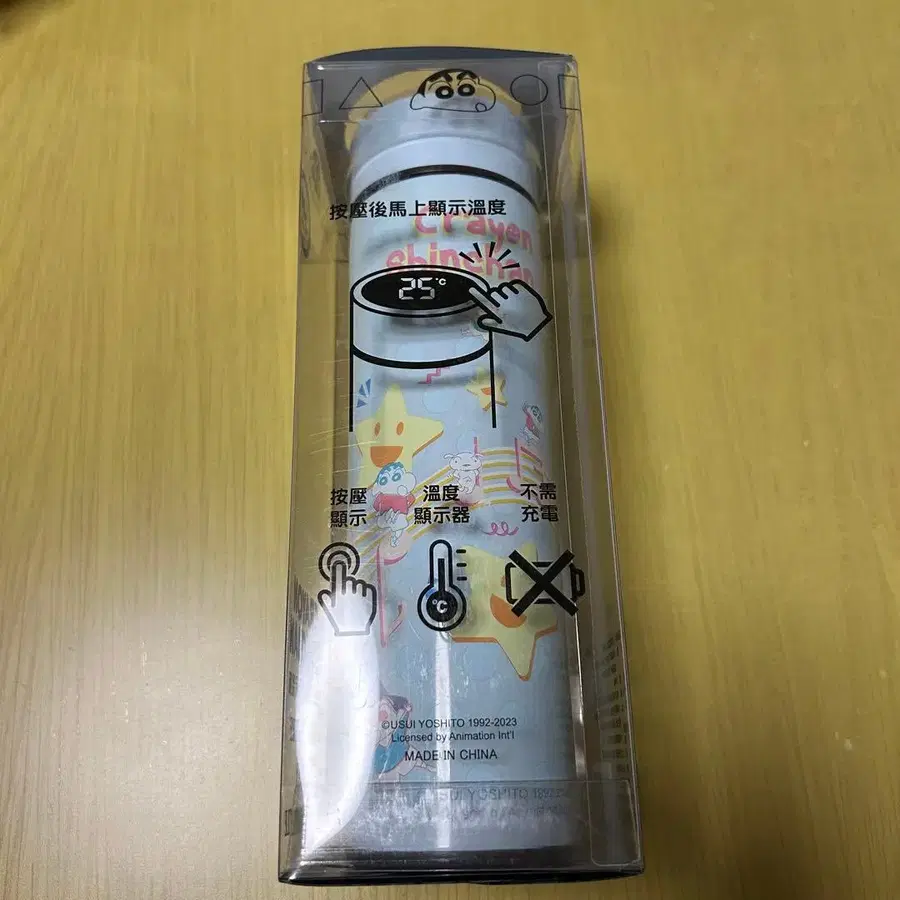 按壓後馬上顯示溫度
Crayon
Shinchan
25°C
按壓
顯示
溫度
顯示器
不需
充電
°C
©USUI YOSHITO 1992-2023
Licensed by Animation Int'l
MADE IN CHINA